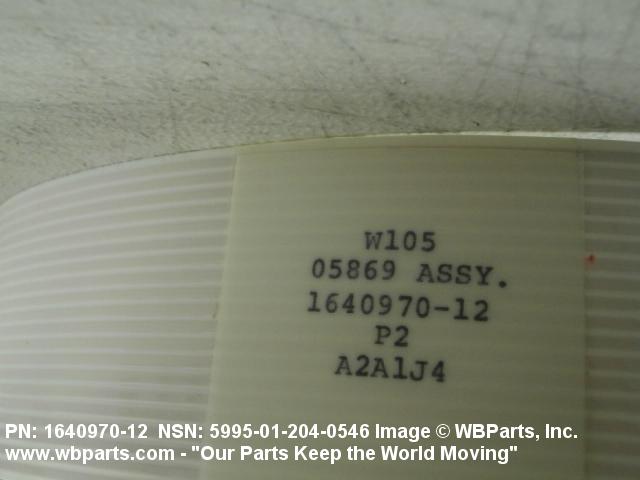 W105
05869 ASSY.
1640970-12
P2
A2A1J4
PN: 1640970-12 NSN: 5995-01-204-0546 Image © WBParts, Inc.
www.wbparts.com - "Our Parts Keep the World Moving"